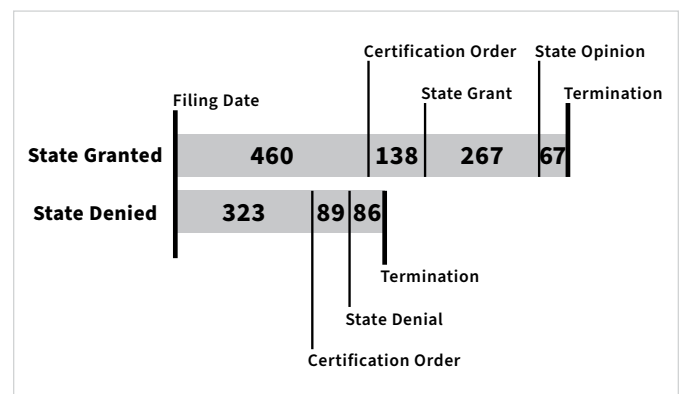 Certification Order State Opinion
State Grant Termination
Filing Date
State Granted 460 138 267 67
State Denied 323 89 86
Termination
State Denial
Certification Order